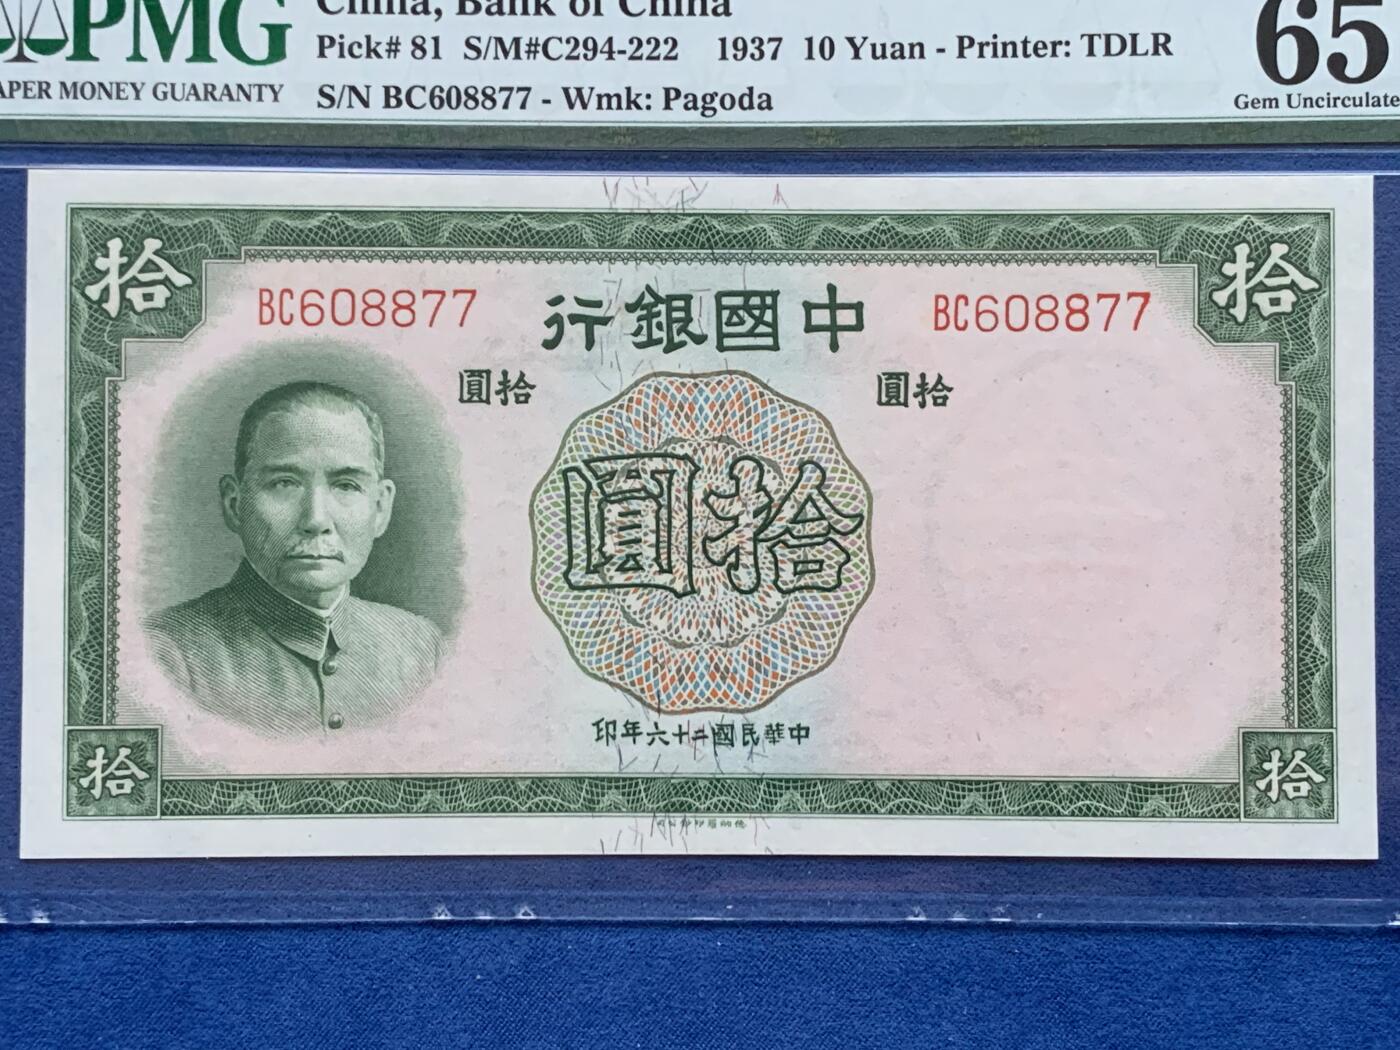 China, Bank of China
PMG
PAPER MONEY GUARANTY
Pick# 81 S/M#C294-222 1937 10 Yuan - Printer: TDLR
S/N BC608877 - Wmk: Pagoda
65
Gem Uncirculate
拾
拾
BC608877
行銀國中
BC608877
圓拾
圓拾
圓拾
印年六十二國民華中
拾
拾